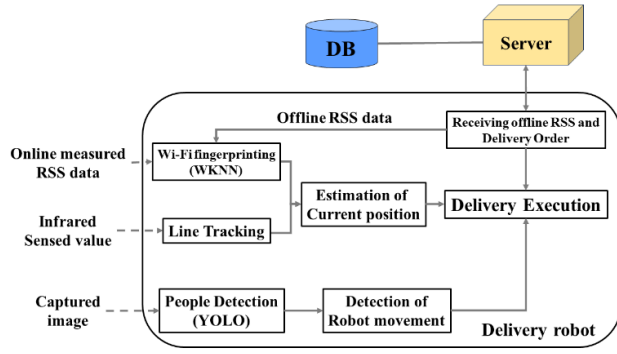 DB
Server
Offline RSS data
Receiving offline RSS and
Delivery Order
Online measured
RSS data
Wi-Fi fingerprinting
(WKNN)
Estimation of
Current position
Delivery Execution
Infrared
Sensed value
Line Tracking
Captured
image
People Detection
(YOLO)
Detection of
Robot movement
Delivery robot